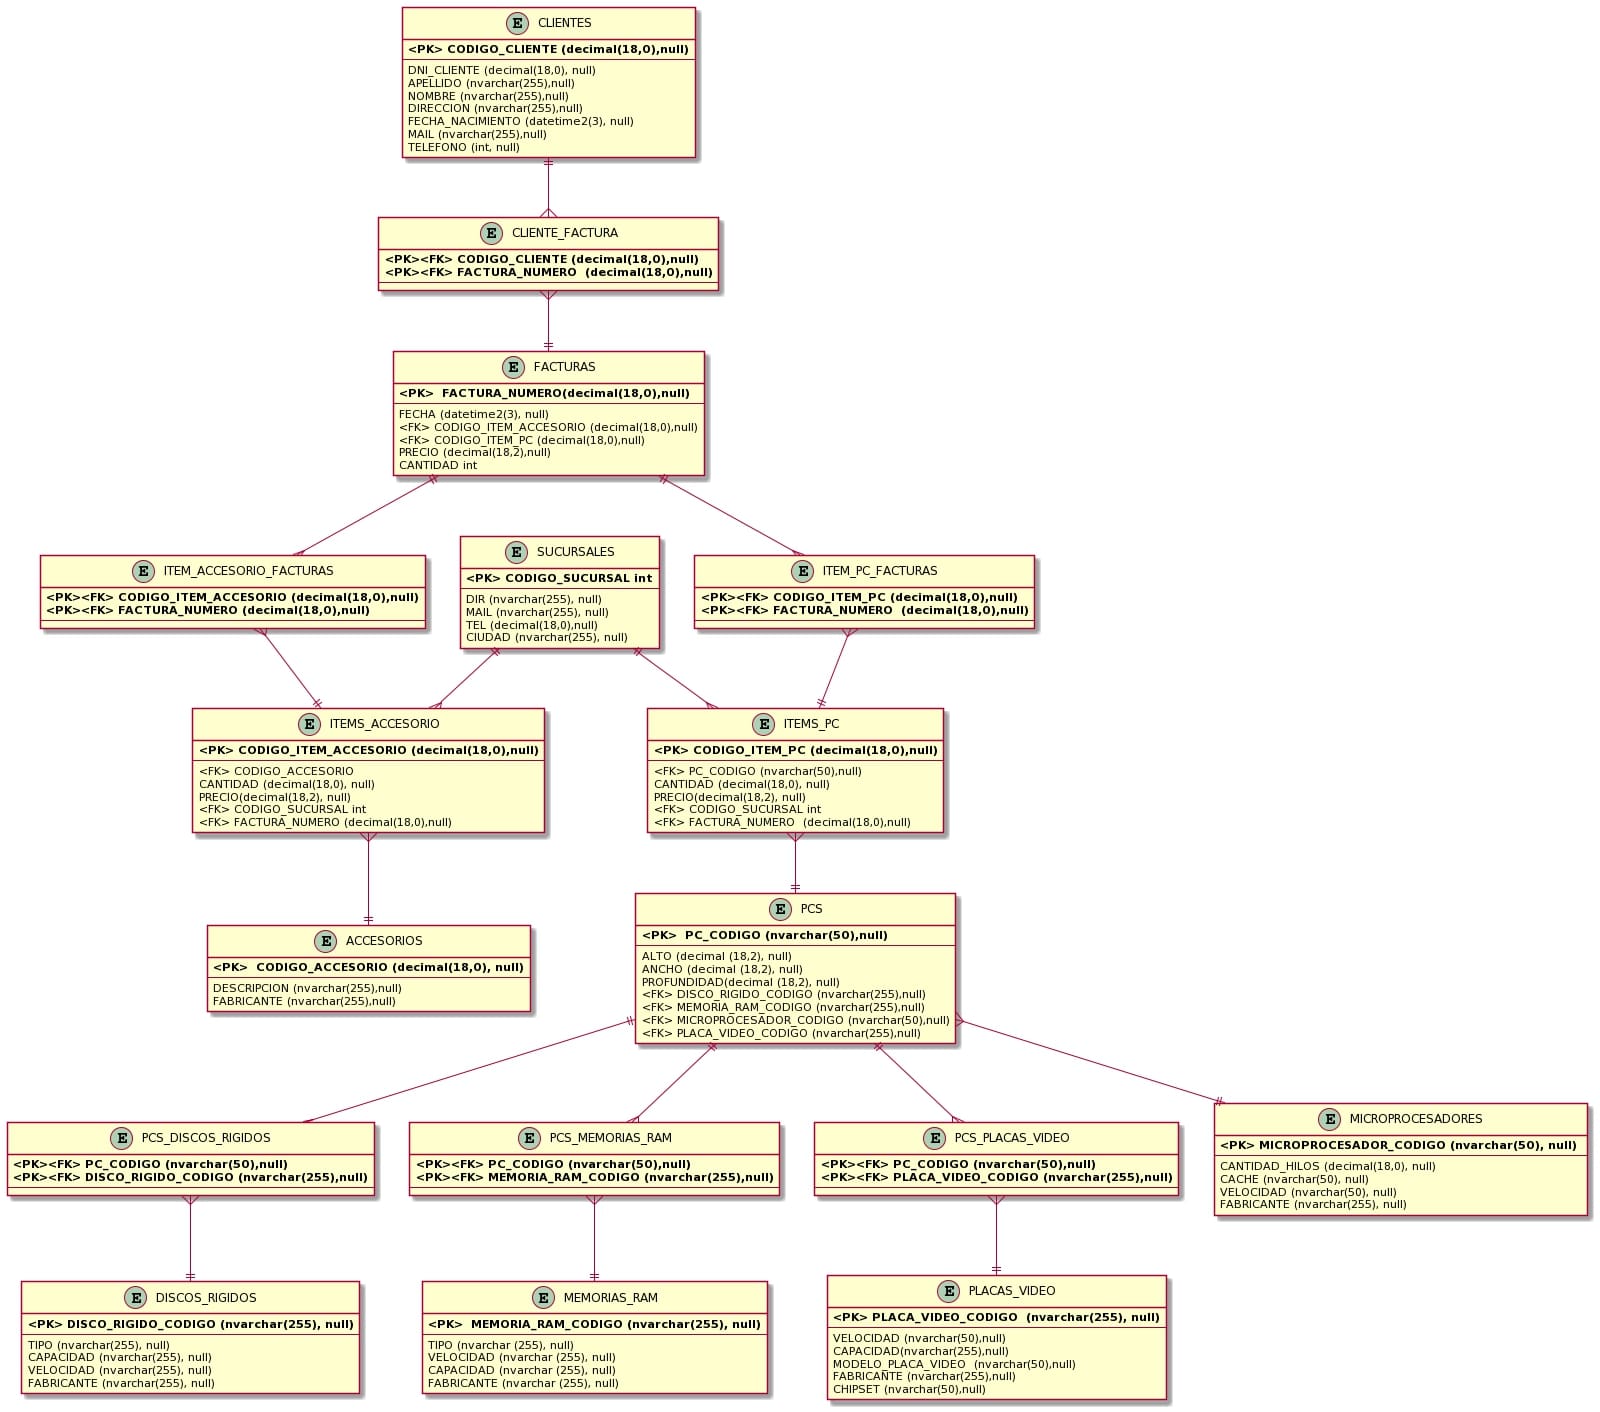 E CLIENTES
<PK> CODIGO_CLIENTE (decimal(18,0),null)
DNI_CLIENTE (decimal(18,0), null)
APELLIDO (nvarchar(255),null)
NOMBRE (nvarchar(255),null)
DIRECCION (nvarchar(255),null)
FECHA_NACIMIENTO (datetime2(3), null)
MAIL (nvarchar(255),null)
TELEFONO (int, null)
E CLIENTE_FACTURA
<PK><FK> CODIGO_CLIENTE (decimal(18,0),null)
<PK><FK> FACTURA_NUMERO  (decimal(18,0),null)
E FACTURAS
<PK>  FACTURA_NUMERO(decimal(18,0),null)
FECHA (datetime2(3), null)
<FK> CODIGO_ITEM_ACCESORIO (decimal(18,0),null)
<FK> CODIGO_ITEM_PC (decimal(18,0),null)
PRECIO (decimal(18,2),null)
CANTIDAD int
E ITEM_ACCESORIO_FACTURAS
<PK><FK> CODIGO_ITEM_ACCESORIO (decimal(18,0),null)
<PK><FK> FACTURA_NUMERO (decimal(18,0),null)
E SUCURSALES
<PK> CODIGO_SUCURSAL int
DIR (nvarchar(255), null)
MAIL (nvarchar(255), null)
TEL (decimal(18,0),null)
CIUDAD (nvarchar(255), null)
E ITEM_PC_FACTURAS
<PK><FK> CODIGO_ITEM_PC (decimal(18,0),null)
<PK><FK> FACTURA_NUMERO  (decimal(18,0),null)
E ITEMS_ACCESORIO
<PK> CODIGO_ITEM_ACCESORIO (decimal(18,0),null)
<FK> CODIGO_ACCESORIO
CANTIDAD (decimal(18,0), null)
PRECIO(decimal(18,2), null)
<FK> CODIGO_SUCURSAL int
<FK> FACTURA_NUMERO (decimal(18,0),null)
E ITEMS_PC
<PK> CODIGO_ITEM_PC (decimal(18,0),null)
<FK> PC_CODIGO (nvarchar(50),null)
CANTIDAD (decimal(18,0), null)
PRECIO(decimal(18,2), null)
<FK> CODIGO_SUCURSAL int
<FK> FACTURA_NUMERO  (decimal(18,0),null)
E ACCESORIOS
<PK>  CODIGO_ACCESORIO (decimal(18,0), null)
DESCRIPCION (nvarchar(255),null)
FABRICANTE (nvarchar(255),null)
E PCS
<PK>  PC_CODIGO (nvarchar(50),null)
ALTO (decimal (18,2), null)
ANCHO (decimal (18,2), null)
PROFUNDIDAD(decimal (18,2), null)
<FK> DISCO_RIGIDO_CODIGO (nvarchar(255),null)
<FK> MEMORIA_RAM_CODIGO (nvarchar(255),null)
<FK> MICROPROCESADOR_CODIGO (nvarchar(50),null)
<FK> PLACA_VIDEO_CODIGO (nvarchar(255),null)
E PCS_DISCOS_RIGIDOS
<PK><FK> PC_CODIGO (nvarchar(50),null)
<PK><FK> DISCO_RIGIDO_CODIGO (nvarchar(255),null)
E PCS_MEMORIAS_RAM
<PK><FK> PC_CODIGO (nvarchar(50),null)
<PK><FK> MEMORIA_RAM_CODIGO (nvarchar(255),null)
E PCS_PLACAS_VIDEO
<PK><FK> PC_CODIGO (nvarchar(50),null)
<PK><FK> PLACA_VIDEO_CODIGO (nvarchar(255),null)
E MICROPROCESADORES
<PK> MICROPROCESADOR_CODIGO (nvarchar(50), null)
CANTIDAD_HILOS (decimal(18,0), null)
CACHE (nvarchar(50), null)
VELOCIDAD (nvarchar(50), null)
FABRICANTE (nvarchar(255), null)
E DISCOS_RIGIDOS
<PK> DISCO_RIGIDO_CODIGO (nvarchar(255), null)
TIPO (nvarchar(255), null)
CAPACIDAD (nvarchar(255), null)
VELOCIDAD (nvarchar(255), null)
FABRICANTE (nvarchar(255), null)
E MEMORIAS_RAM
<PK>  MEMORIA_RAM_CODIGO (nvarchar(255), null)
TIPO (nvarchar (255), null)
VELOCIDAD (nvarchar (255), null)
CAPACIDAD (nvarchar (255), null)
FABRICANTE (nvarchar (255), null)
E PLACAS_VIDEO
<PK> PLACA_VIDEO_CODIGO  (nvarchar(255), null)
VELOCIDAD (nvarchar(50),null)
CAPACIDAD(nvarchar(255),null)
MODELO_PLACA_VIDEO  (nvarchar(50),null)
FABRICANTE (nvarchar(255),null)
CHIPSET (nvarchar(50),null)